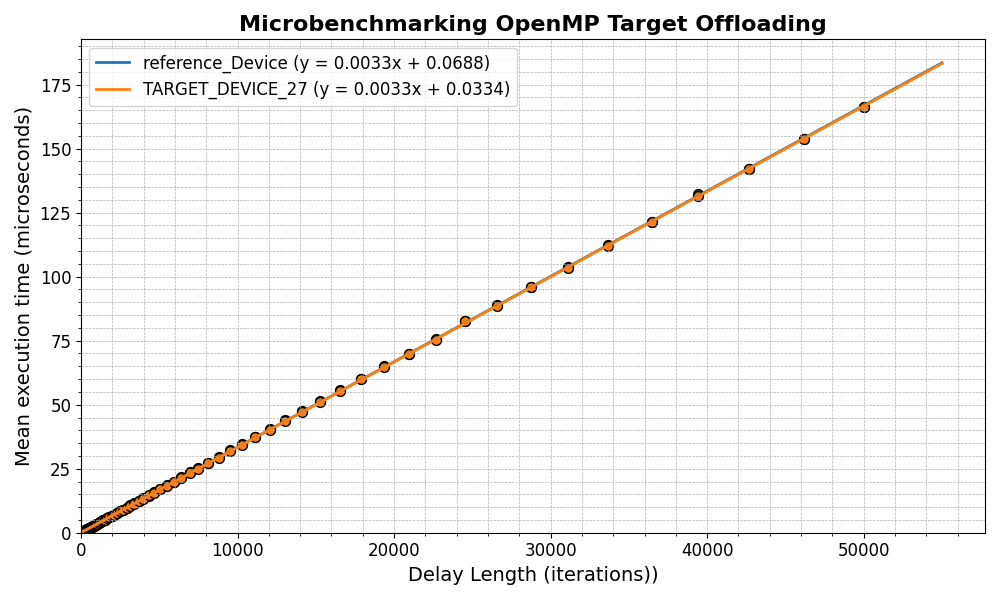 Microbenchmarking OpenMP Target Offloading
reference_Device (y = 0.0033x + 0.0688)
TARGET_DEVICE_27 (y = 0.0033x + 0.0334)
Mean execution time (microseconds)
175
150
125
100
75
50
25
0
0 10000 20000 30000 40000 50000
Delay Length (iterations))